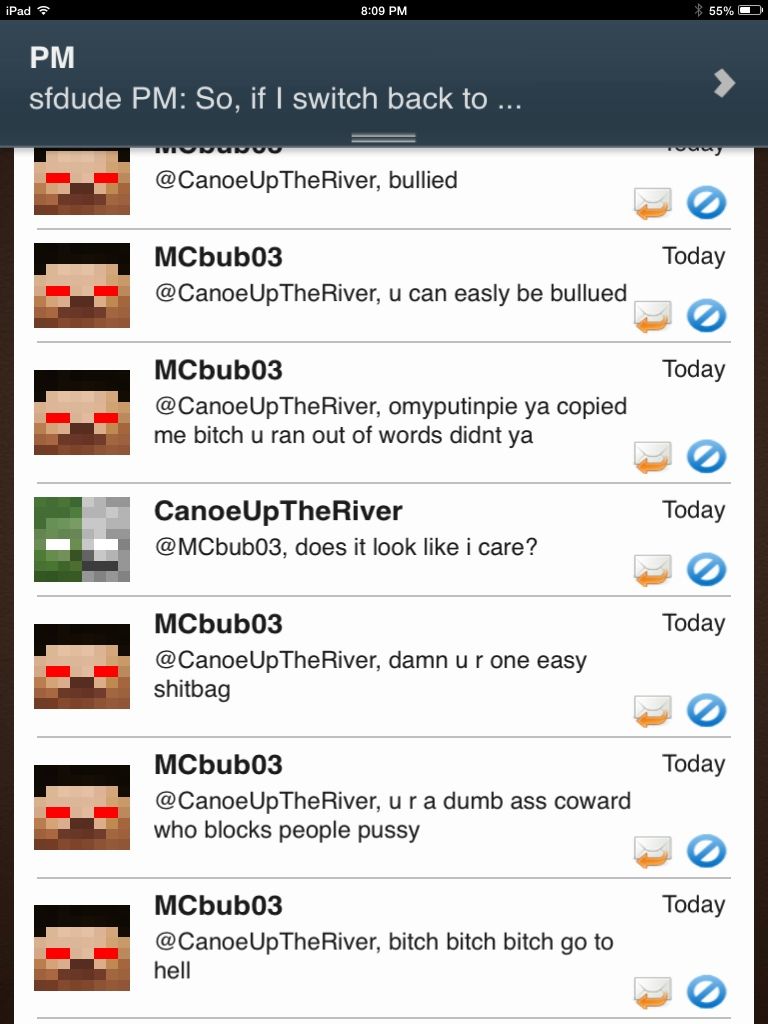 iPad 8:09 PM 55%
PM
sfdude PM: So, if I switch back to ...
MCbub03 Today
@CanoeUpTheRiver, bullied
MCbub03 Today
@CanoeUpTheRiver, u can easly be bullued
MCbub03 Today
@CanoeUpTheRiver, omyputinpie ya copied
me bitch u ran out of words didnt ya
CanoeUpTheRiver Today
@MCbub03, does it look like i care?
MCbub03 Today
@CanoeUpTheRiver, damn u r one easy
shitbag
MCbub03 Today
@CanoeUpTheRiver, u r a dumb ass coward
who blocks people pussy
MCbub03 Today
@CanoeUpTheRiver, bitch bitch bitch go to
hell